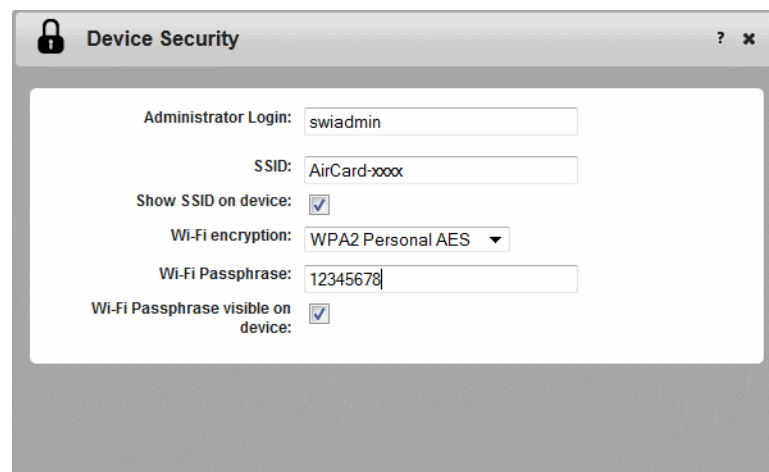 Device Security ?
Administrator Login: swiadmin
SSID: AirCard-xxxx
Show SSID on device:
Wi-Fi encryption: WPA2 Personal AES
Wi-Fi Passphrase: 12345678
Wi-Fi Passphrase visible on
device: